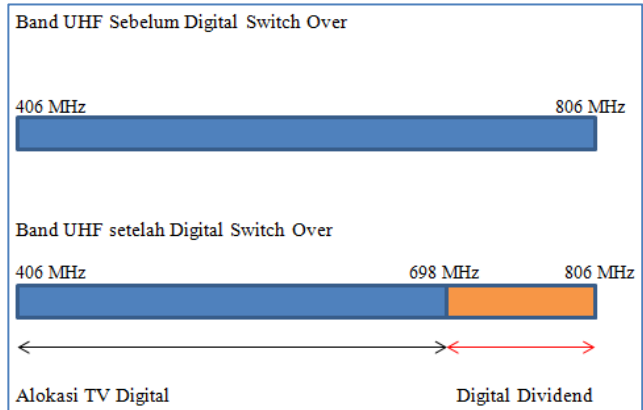 Band UHF Sebelum Digital Switch Over
406 MHz 806 MHz
Band UHF setelah Digital Switch Over
406 MHz 698 MHz 806 MHz
Alokasi TV Digital Digital Dividend